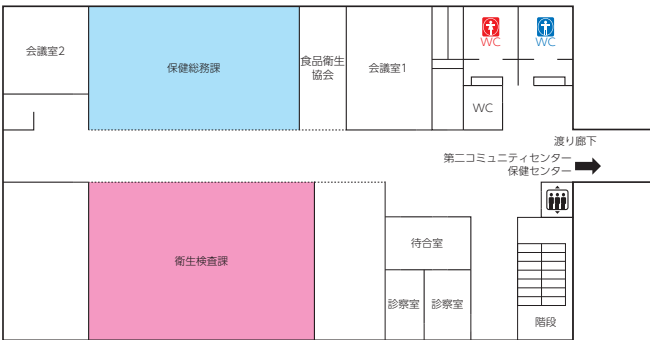 会議室2
保健総務課
食品衛生
協会
会議室1
WC
WC
WC
渡り廊下
第二コミュニティセンター
保健センター
衛生検査課
待合室
診察室
診察室
階段